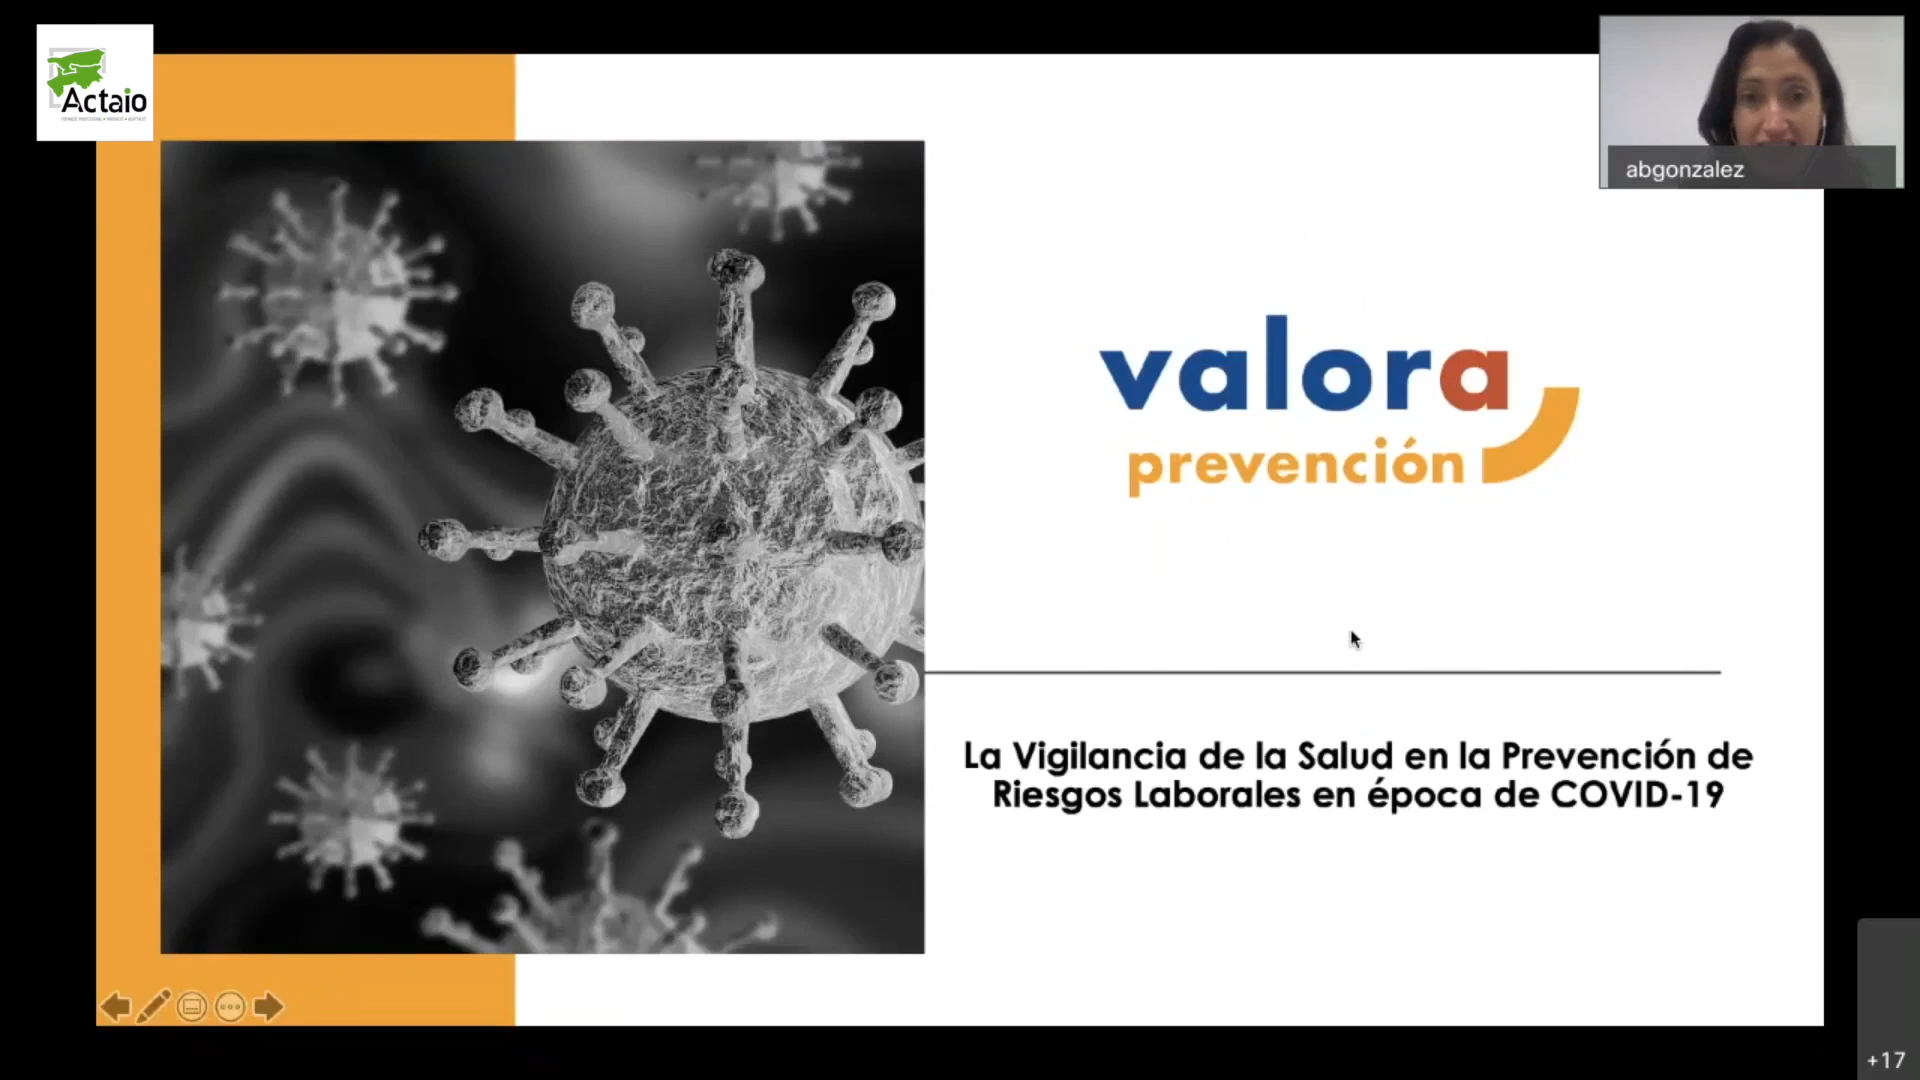 Actaio
abgonzalez
valora
prevención
La Vigilancia de la Salud en la Prevención de
Riesgos Laborales en época de COVID-19
+17